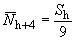 N̅h+4 = Sh/9